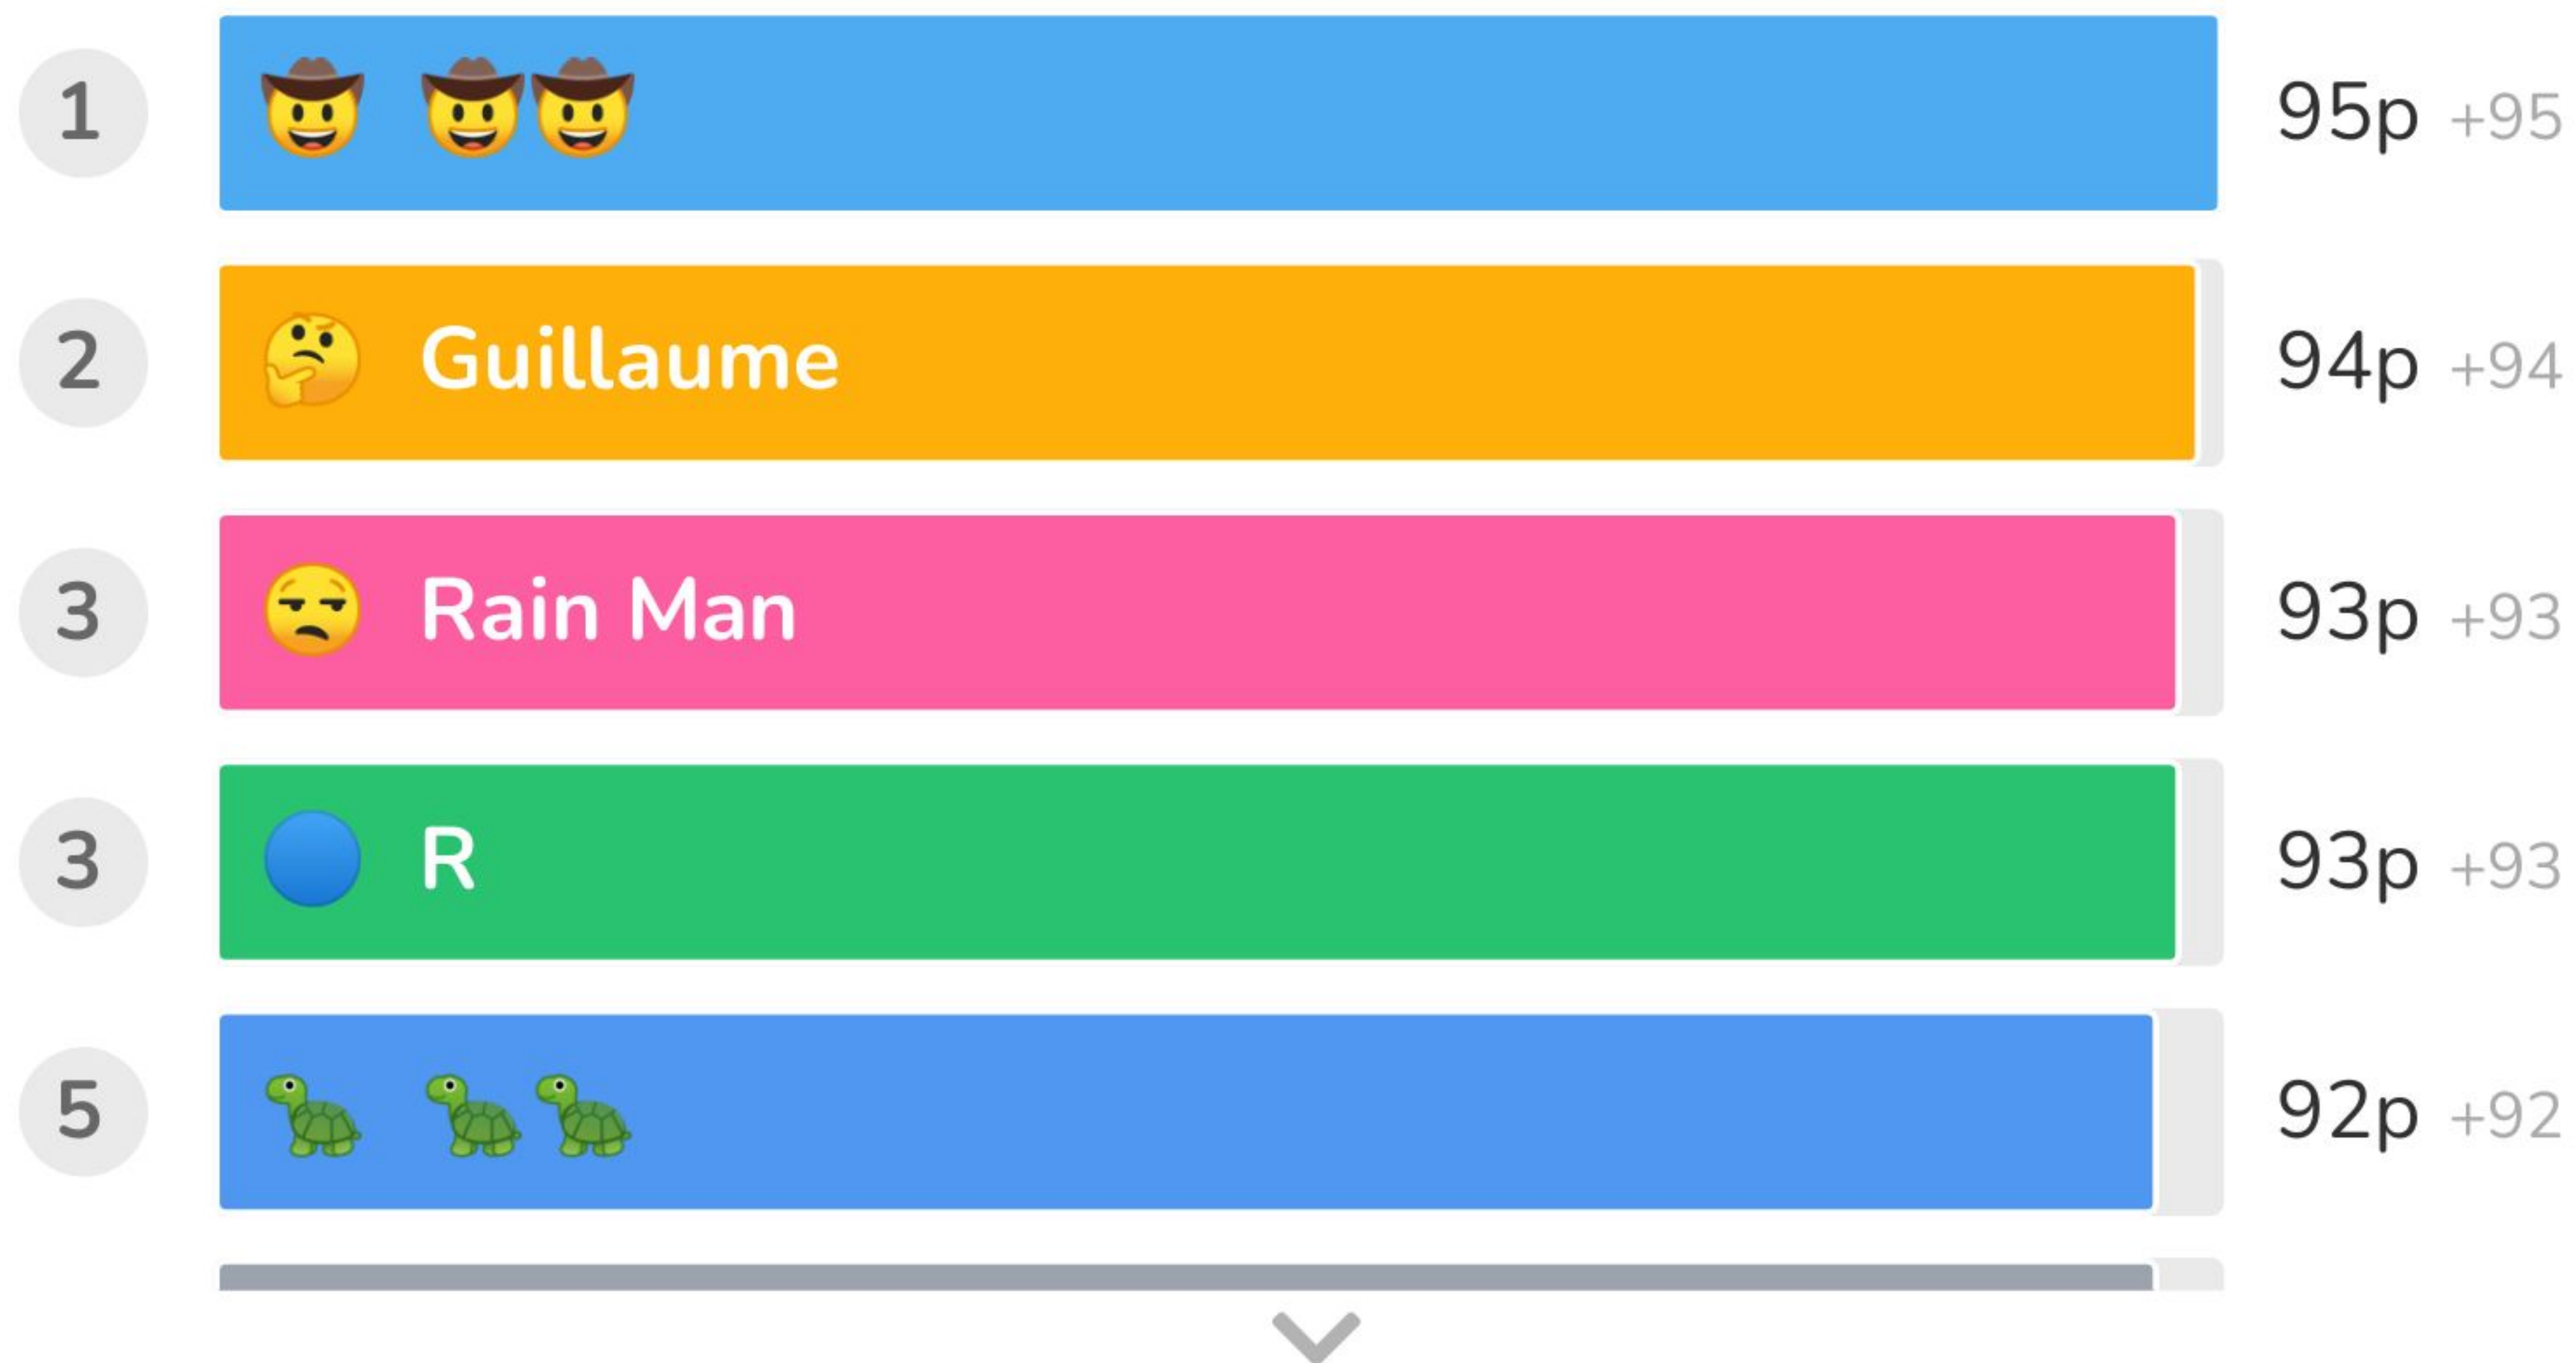 1 🤠 🤠🤠 95p +95
2 🤔 Guillaume 94p +94
3 😒 Rain Man 93p +93
3 🔵 R 93p +93
5 🐢 🐢🐢 92p +92